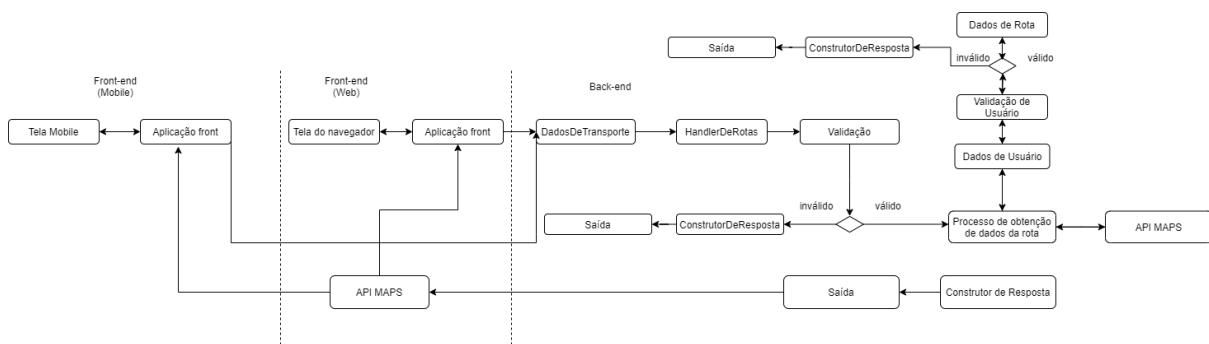 Dados de Rota
Saída
ConstrutorDeResposta
inválido
válido
Front-end
(Mobile)
Front-end
(Web)
Back-end
Validação de
Usuário
Tela Mobile
Aplicação front
Tela do navegador
Aplicação front
DadosDeTransporte
HandlerDeRotas
Validação
Dados de Usuário
inválido
válido
Saída
ConstrutorDeResposta
Processo de obtenção
de dados da rota
API MAPS
API MAPS
Saída
Construtor de Resposta